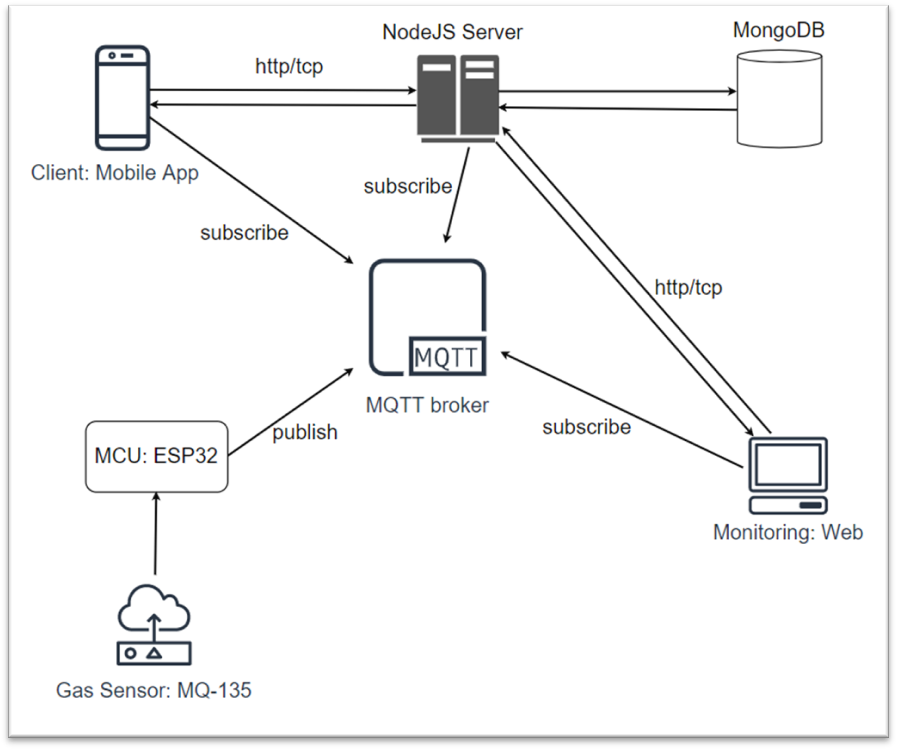 NodeJS Server
MongoDB
http/tcp
Client: Mobile App
subscribe
subscribe
http/tcp
MQTT
MQTT broker
subscribe
publish
MCU: ESP32
Monitoring: Web
Gas Sensor: MQ-135